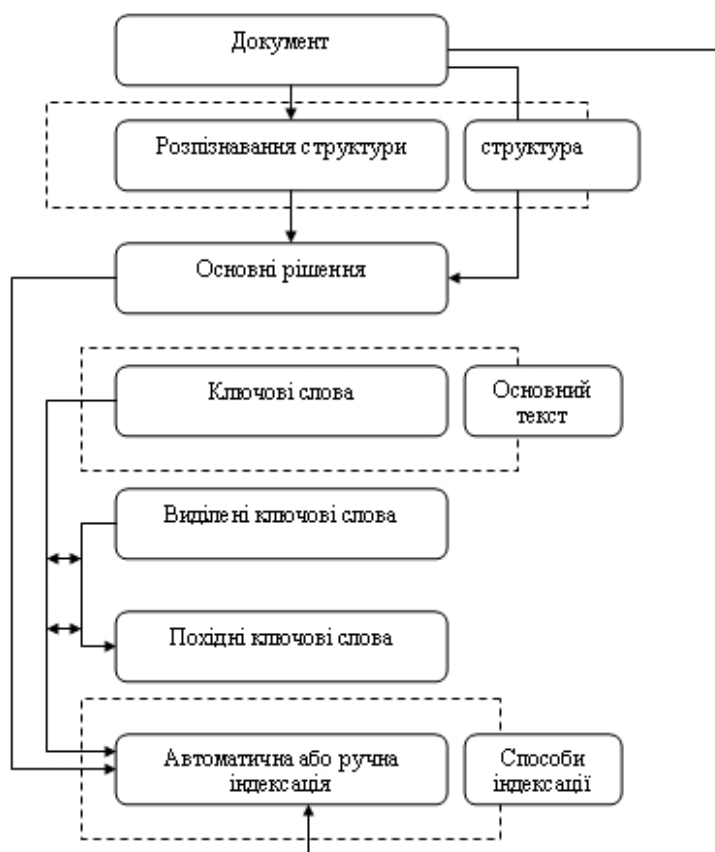 Документ
Розпізнавання структури
структура
Основні рішення
Ключові слова
Основний
текст
Виділені ключові слова
Похідні ключові слова
Автоматична або ручна
індексація
Способи
індексації